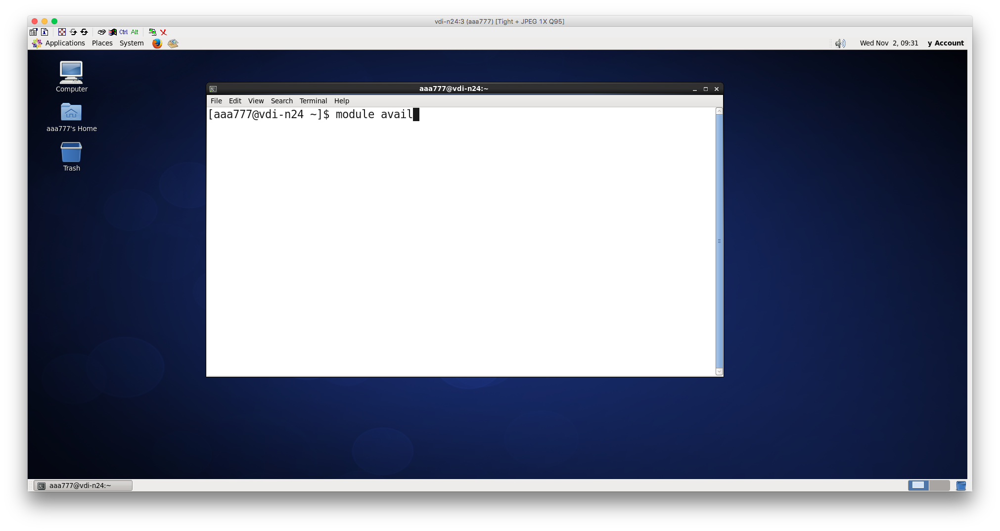 vdi-n24:3 (aaa777) [Tight + JPEG 1X Q95]
Ctrl Alt
Applications Places System Wed Nov 2, 09:31 y Account
Computer
aaa777's Home
Trash
aaa777@vdi-n24:~
File Edit View Search Terminal Help
[aaa777@vdi-n24 ~]$ module avail
aaa777@vdi-n24:~